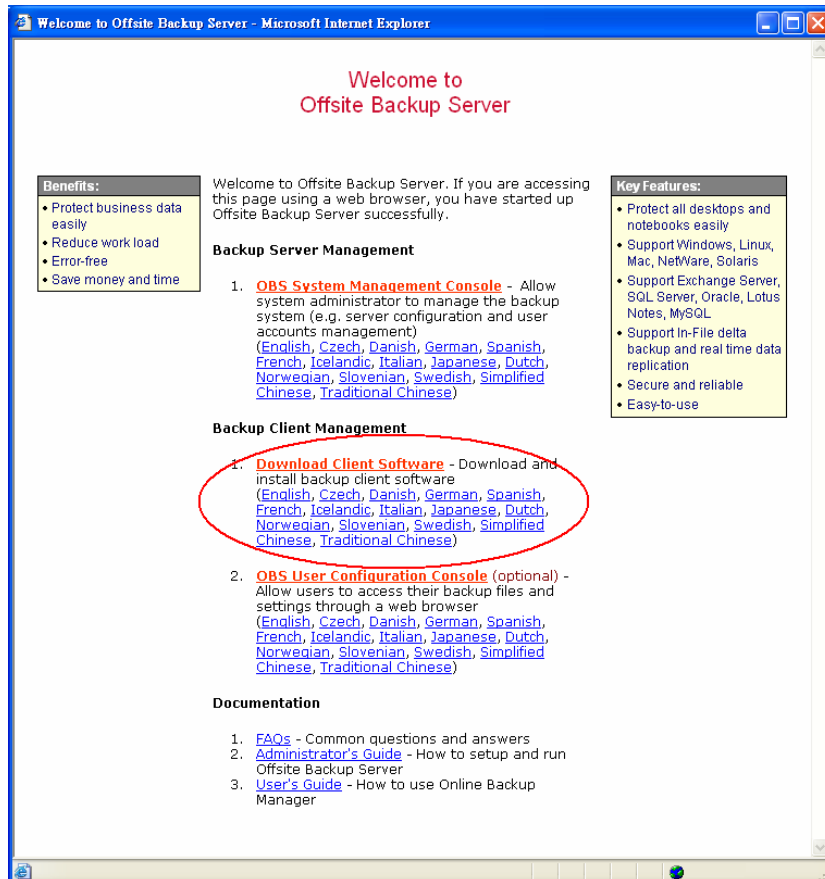 Welcome to Offsite Backup Server - Microsoft Internet Explorer
Welcome to
Offsite Backup Server
Benefits:
• Protect business data
easily
• Reduce work load
• Error-free
• Save money and time
Welcome to Offsite Backup Server. If you are accessing
this page using a web browser, you have started up
Offsite Backup Server successfully.
Backup Server Management
1. OBS System Management Console - Allow
system administrator to manage the backup
system (e.g. server configuration and user
accounts management)
(English, Czech, Danish, German, Spanish,
French, Icelandic, Italian, Japanese, Dutch,
Norwegian, Slovenian, Swedish, Simplified
Chinese, Traditional Chinese)
Backup Client Management
1. Download Client Software - Download and
install backup client software
(English, Czech, Danish, German, Spanish,
French, Icelandic, Italian, Japanese, Dutch,
Norwegian, Slovenian, Swedish, Simplified
Chinese, Traditional Chinese)
2. OBS User Configuration Console (optional) -
Allow users to access their backup files and
settings through a web browser
(English, Czech, Danish, German, Spanish,
French, Icelandic, Italian, Japanese, Dutch,
Norwegian, Slovenian, Swedish, Simplified
Chinese, Traditional Chinese)
Documentation
1. FAQs - Common questions and answers
2. Administrator's Guide - How to setup and run
Offsite Backup Server
3. User's Guide - How to use Online Backup
Manager
Key Features:
• Protect all desktops and
notebooks easily
• Support Windows, Linux,
Mac, NetWare, Solaris
• Support Exchange Server,
SQL Server, Oracle, Lotus
Notes, MySQL
• Support In-File delta
backup and real time data
replication
• Secure and reliable
• Easy-to-use